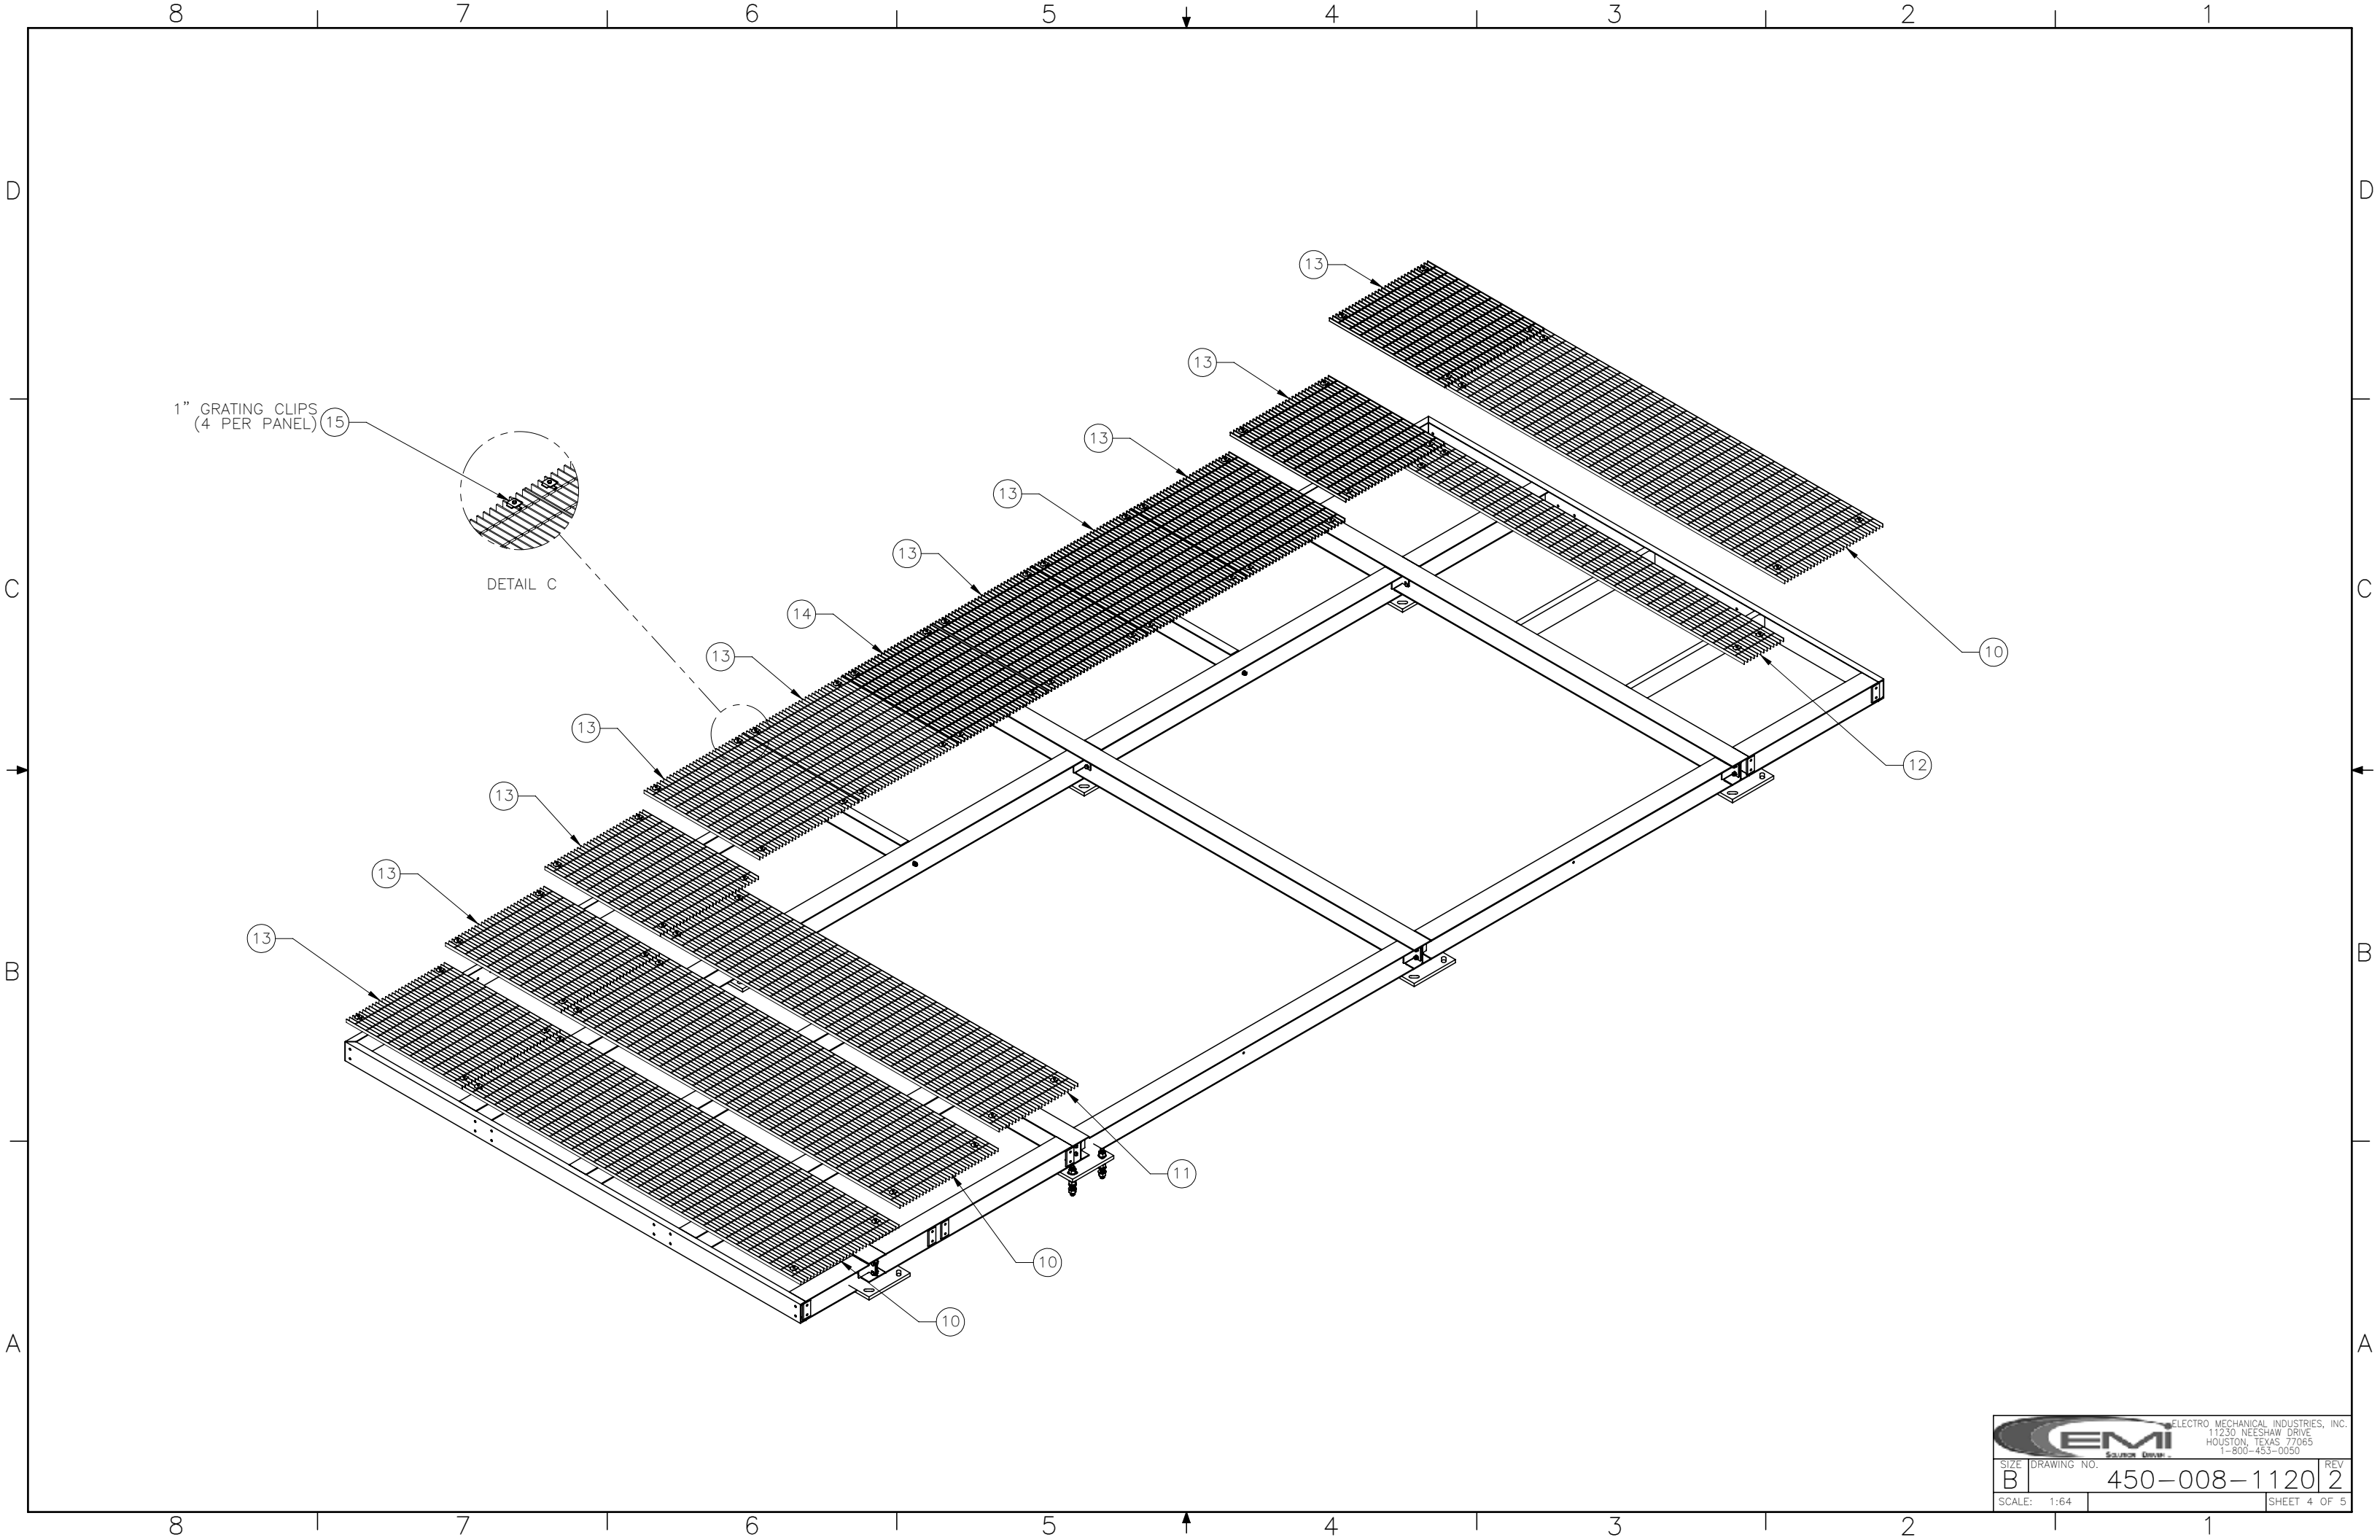 8 7 6 5 4 3 2 1
D D
13
13
1" GRATING CLIPS
(4 PER PANEL) 15
13
13
13
DETAIL C
C C
14
13
10
13
12
13
13
13
B B
11
10
10
A A
EMi
SOLUTION DRIVEN
ELECTRO MECHANICAL INDUSTRIES, INC.
11230 NEESHAW DRIVE
HOUSTON, TEXAS 77065
1-800-453-0050
SIZE DRAWING NO. REV
B 450-008-1120 2
SCALE: 1:64 SHEET 4 OF 5
8 7 6 5 4 3 2 1